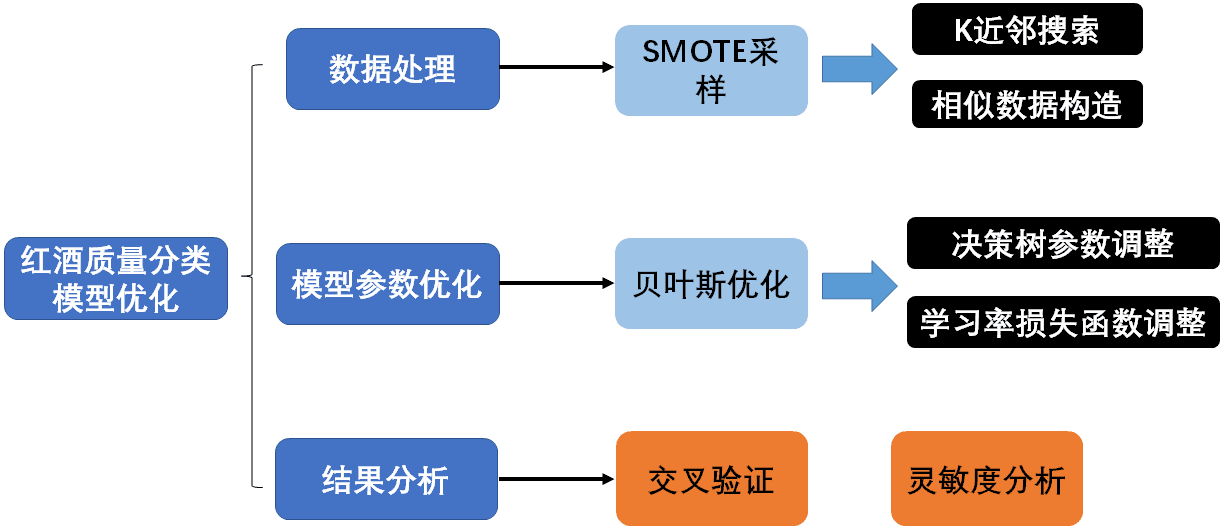 数据处理
SMOTE采
样
K近邻搜索
相似数据构造
红酒质量分类
模型优化
模型参数优化
贝叶斯优化
决策树参数调整
学习率损失函数调整
结果分析
交叉验证
灵敏度分析